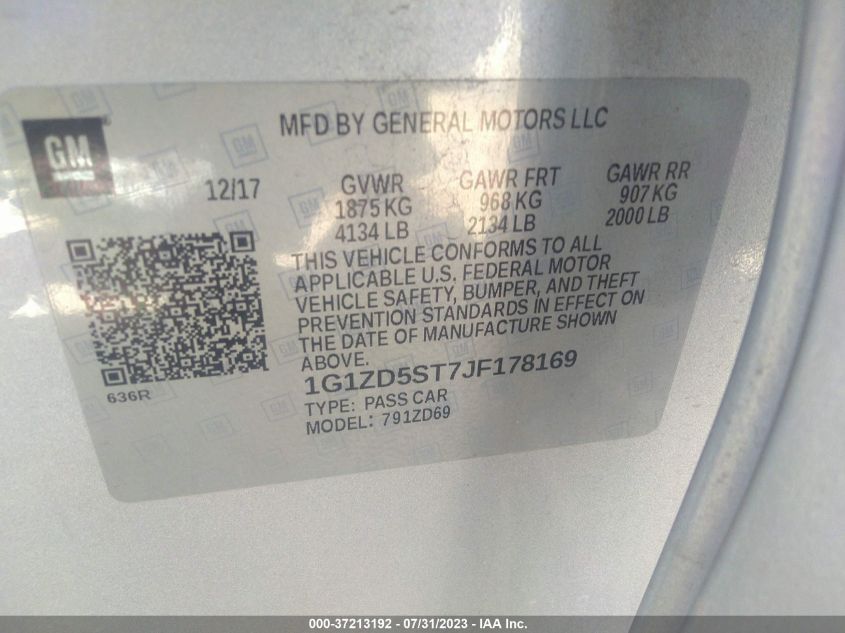 GM
MFD BY GENERAL MOTORS LLC
12/17
GVWR GAWR FRT GAWR RR
1875 KG 968 KG 907 KG
4134 LB 2134 LB 2000 LB
THIS VEHICLE CONFORMS TO ALL
APPLICABLE U.S. FEDERAL MOTOR
VEHICLE SAFETY, BUMPER, AND THEFT
PREVENTION STANDARDS IN EFFECT ON
THE DATE OF MANUFACTURE SHOWN
ABOVE.
636R
1G1ZD5ST7JF178169
TYPE: PASS CAR
MODEL: 791ZD69
000-37213192 - 07/31/2023 - IAA Inc.